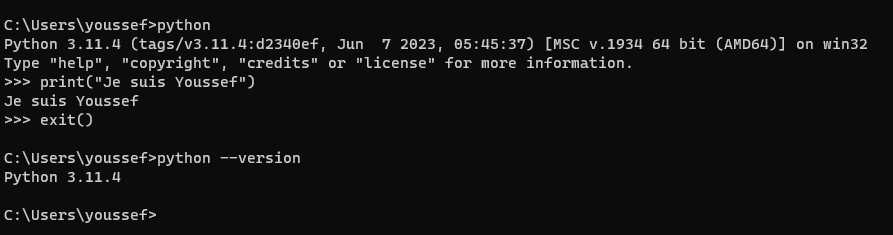 C:\Users\youssef>python
Python 3.11.4 (tags/v3.11.4:d2340ef, Jun  7 2023, 05:45:37) [MSC v.1934 64 bit (AMD64)] on win32
Type "help", "copyright", "credits" or "license" for more information.
>>> print("Je suis Youssef")
Je suis Youssef
>>> exit()
C:\Users\youssef>python --version
Python 3.11.4
C:\Users\youssef>